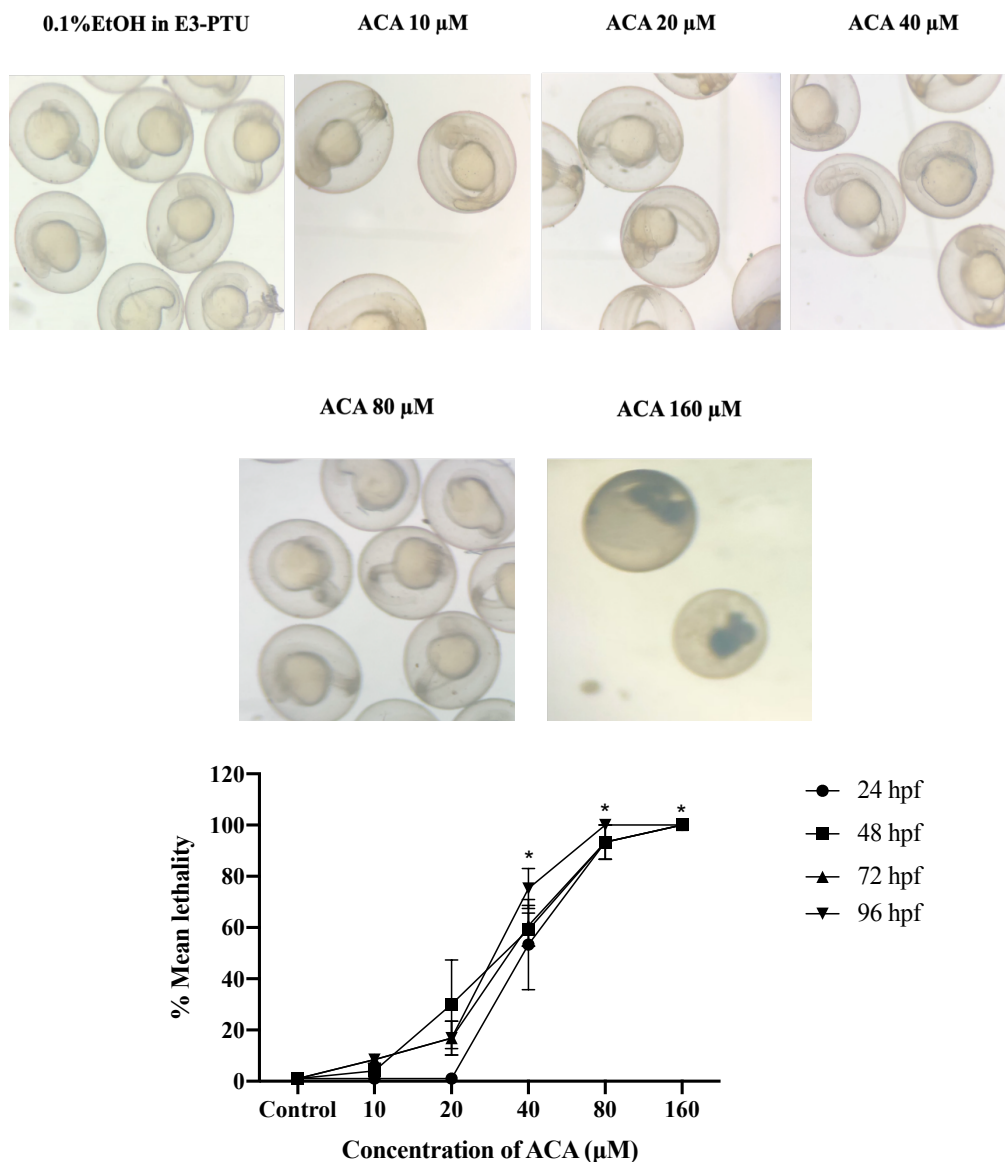 0.1%EtOH in E3-PTU
ACA 10 µM
ACA 20 µM
ACA 40 µM
ACA 80 µM
ACA 160 µM
120
100
80
60
40
20
0
% Mean lethality
*
*
*
24 hpf
48 hpf
72 hpf
96 hpf
Control
10
20
40
80
160
Concentration of ACA (µM)